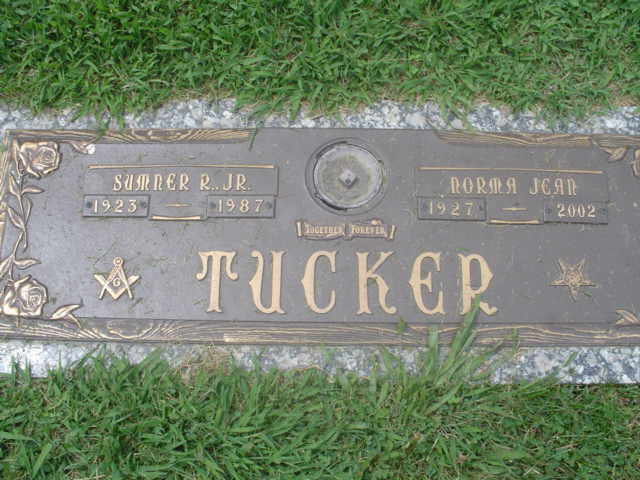 SUMNER R., JR.
1923 – 1987
NORMA JEAN
1927 – 2002
TOGETHER FOREVER
G
TUCKER